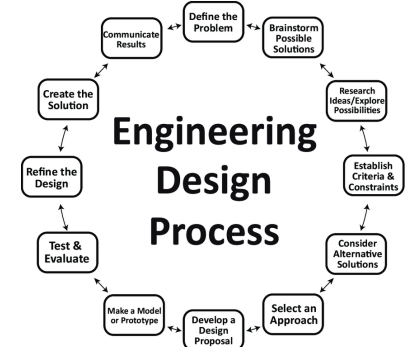 Define the
Problem
Brainstorm
Possible
Solutions
Research
Ideas/Explore
Possibilities
Establish
Criteria &
Constraints
Consider
Alternative
Solutions
Select an
Approach
Develop a
Design
Proposal
Make a Model
or Prototype
Test &
Evaluate
Refine the
Design
Create the
Solution
Communicate
Results
Engineering
Design
Process